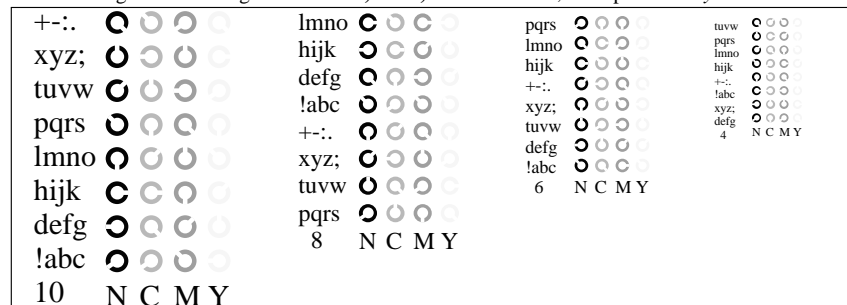 +-:.
xyz;
tuvw
pqrs
lmno
hijk
defg
!abc
10 N C M Y
lmno
hijk
defg
!abc
+-:.
xyz;
tuvw
pqrs
8 N C M Y
pqrs
lmno
hijk
+-:.
xyz;
tuvw
defg
!abc
6 N C M Y
tuvw
pqrs
lmno
hijk
+-:.
!abc
xyz;
defg
4 N C M Y